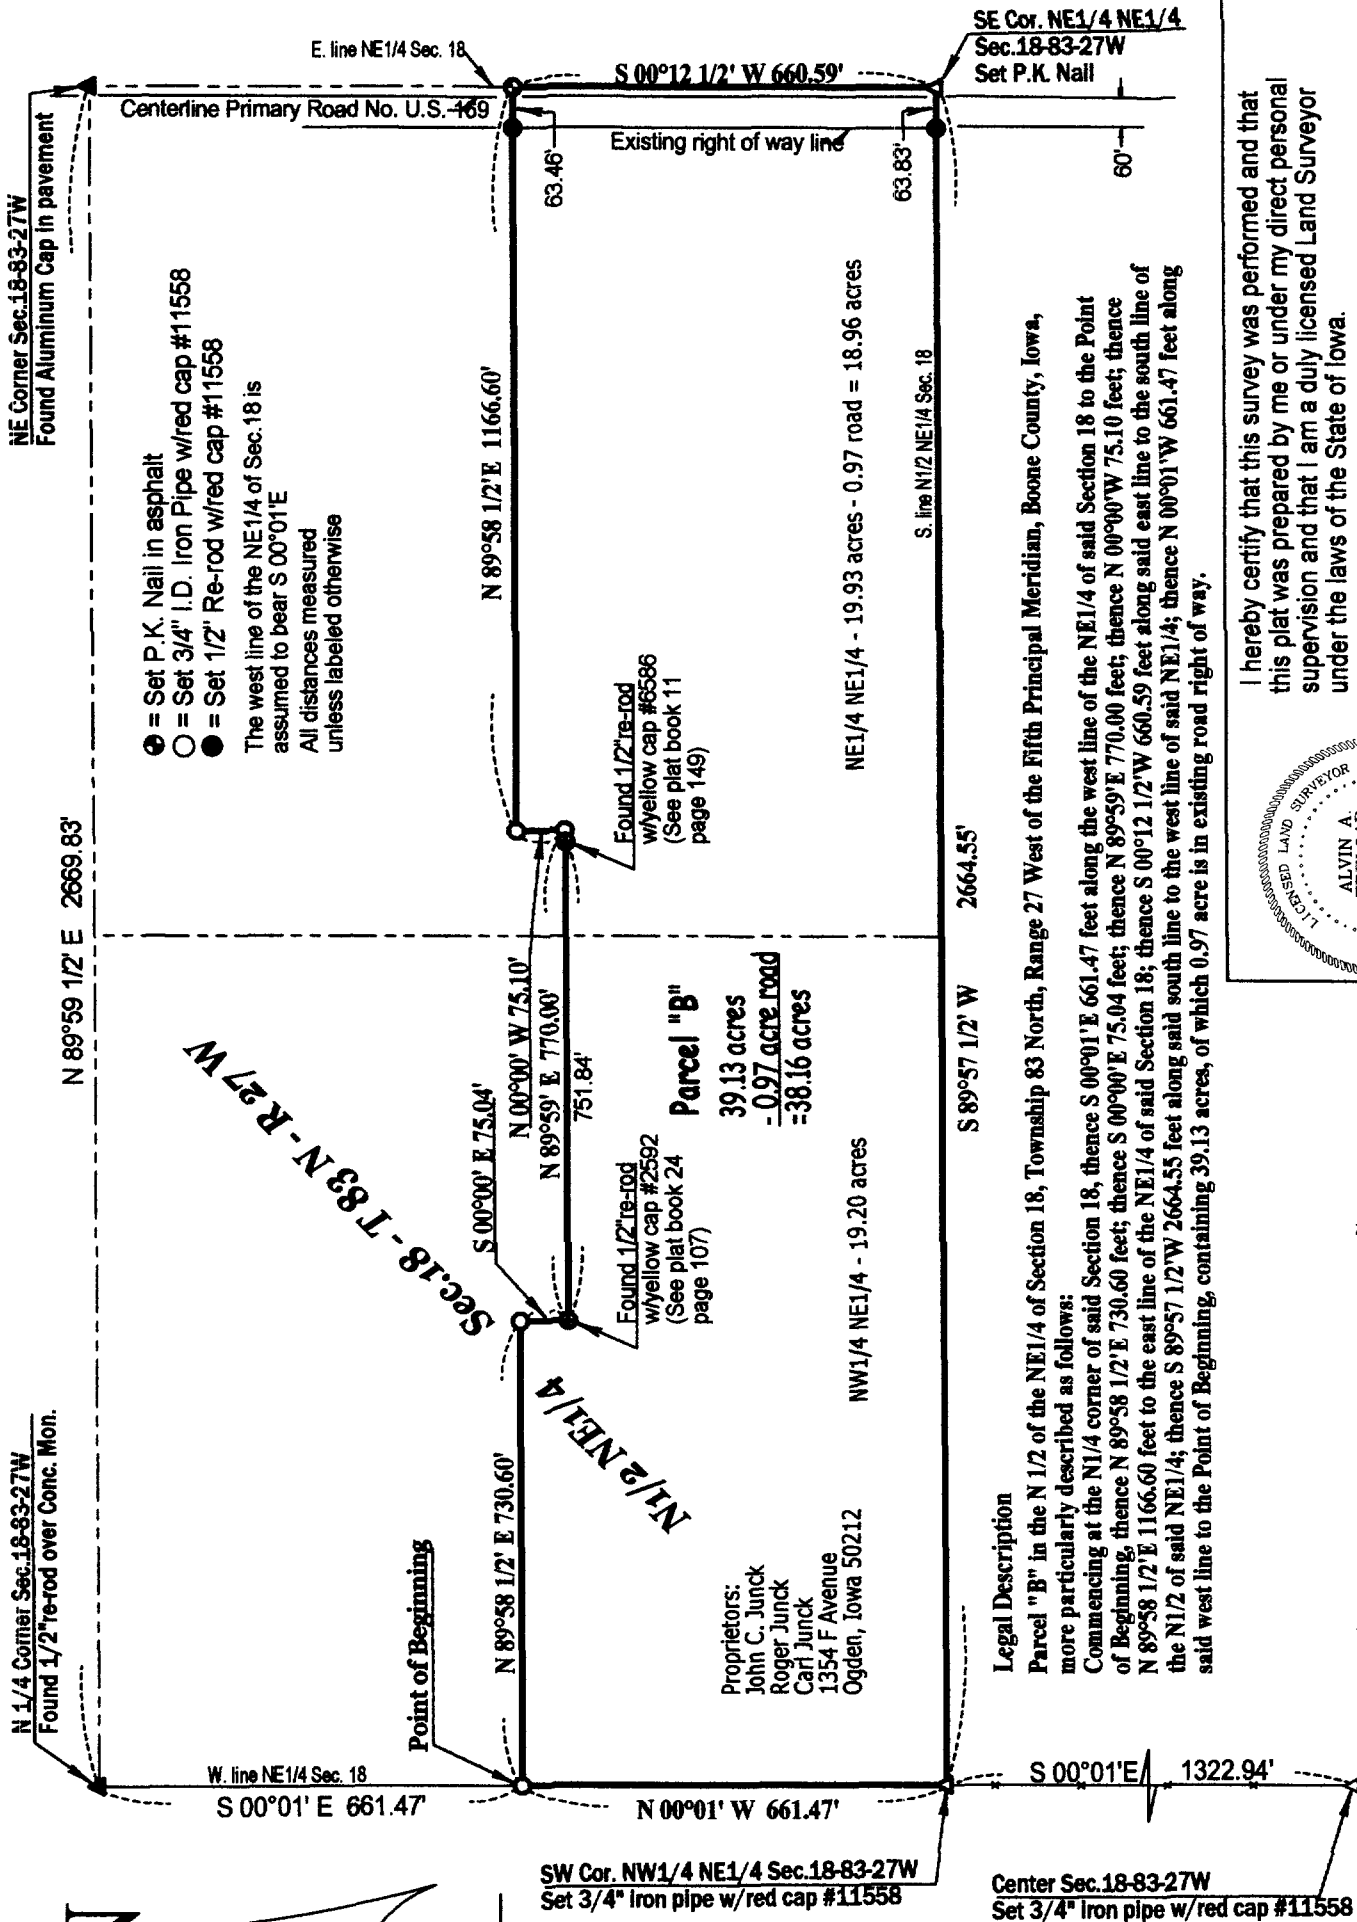 N 1/4 Corner Sec.18-83-27W
Found 1/2"re-rod over Conc. Mon.
N 89°59 1/2' E 2669.83'
NE Corner Sec.18-83-27W
Found Aluminum Cap in pavement
E. line NE1/4 Sec. 18
Centerline Primary Road No. U.S. 169
S 00°12 1/2' W 660.59'
SE Cor. NE1/4 NE1/4
Sec.18-83-27W
Set P.K. Nail
Existing right of way line
63.46'
63.83'
60'
= Set P.K. Nail in asphalt
= Set 3/4" I.D. Iron Pipe w/red cap #11558
= Set 1/2" Re-rod w/red cap #11558
The west line of the NE1/4 of Sec.18 is
assumed to bear S 00°01'E
All distances measured
unless labeled otherwise
Sec.18 - T 83 N - R 27 W
N1/2 NE1/4
W. line NE1/4 Sec. 18
S 00°01' E 661.47'
Point of Beginning
N 89°58 1/2' E 730.60'
S 00°00' E 75.04'
N 00°00' W 75.10'
N 89°59' E 770.00'
751.84'
N 89°58 1/2'E 1166.60'
Found 1/2"re-rod
w/yellow cap #2592
(See plat book 24
page 107)
Found 1/2"re-rod
w/yellow cap #6586
(See plat book 11
page 149)
Parcel "B"
39.13 acres
- 0.97 acre road
=38.16 acres
Proprietors:
John C. Junck
Roger Junck
Carl Junck
1354 F Avenue
Ogden, Iowa 50212
NW1/4 NE1/4 - 19.20 acres
NE1/4 NE1/4 - 19.93 acres - 0.97 road = 18.96 acres
S. line N1/2 NE1/4 Sec. 18
N 00°01' W 661.47'
S 89°57 1/2' W 2664.55'
SW Cor. NW1/4 NE1/4 Sec.18-83-27W
Set 3/4" iron pipe w/red cap #11558
S 00°01'E 1322.94'
Center Sec.18-83-27W
Set 3/4" iron pipe w/red cap #11558
Legal Description
Parcel "B" in the N 1/2 of the NE1/4 of Section 18, Township 83 North, Range 27 West of the Fifth Principal Meridian, Boone County, Iowa,
more particularly described as follows:
Commencing at the N1/4 corner of said Section 18, thence S 00°01'E 661.47 feet along the west line of the NE1/4 of said Section 18 to the Point
of Beginning, thence N 89°58 1/2'E 730.60 feet; thence S 00°00'E 75.04 feet; thence N 89°59'E 770.00 feet; thence N 00°00'W 75.10 feet; thence
N 89°58 1/2'E 1166.60 feet to the east line of the NE1/4 of said Section 18; thence S 00°12 1/2'W 660.59 feet along said east line to the south line of
the N1/2 of said NE1/4; thence S 89°57 1/2'W 2664.55 feet along said south line to the west line of said NE1/4; thence N 00°01'W 661.47 feet along
said west line to the Point of Beginning, containing 39.13 acres, of which 0.97 acre is in existing road right of way.
I hereby certify that this survey was performed and that
this plat was prepared by me or under my direct personal
supervision and that I am a duly licensed Land Surveyor
under the laws of the State of Iowa.
LICENSED LAND SURVEYOR
ALVIN A.
N